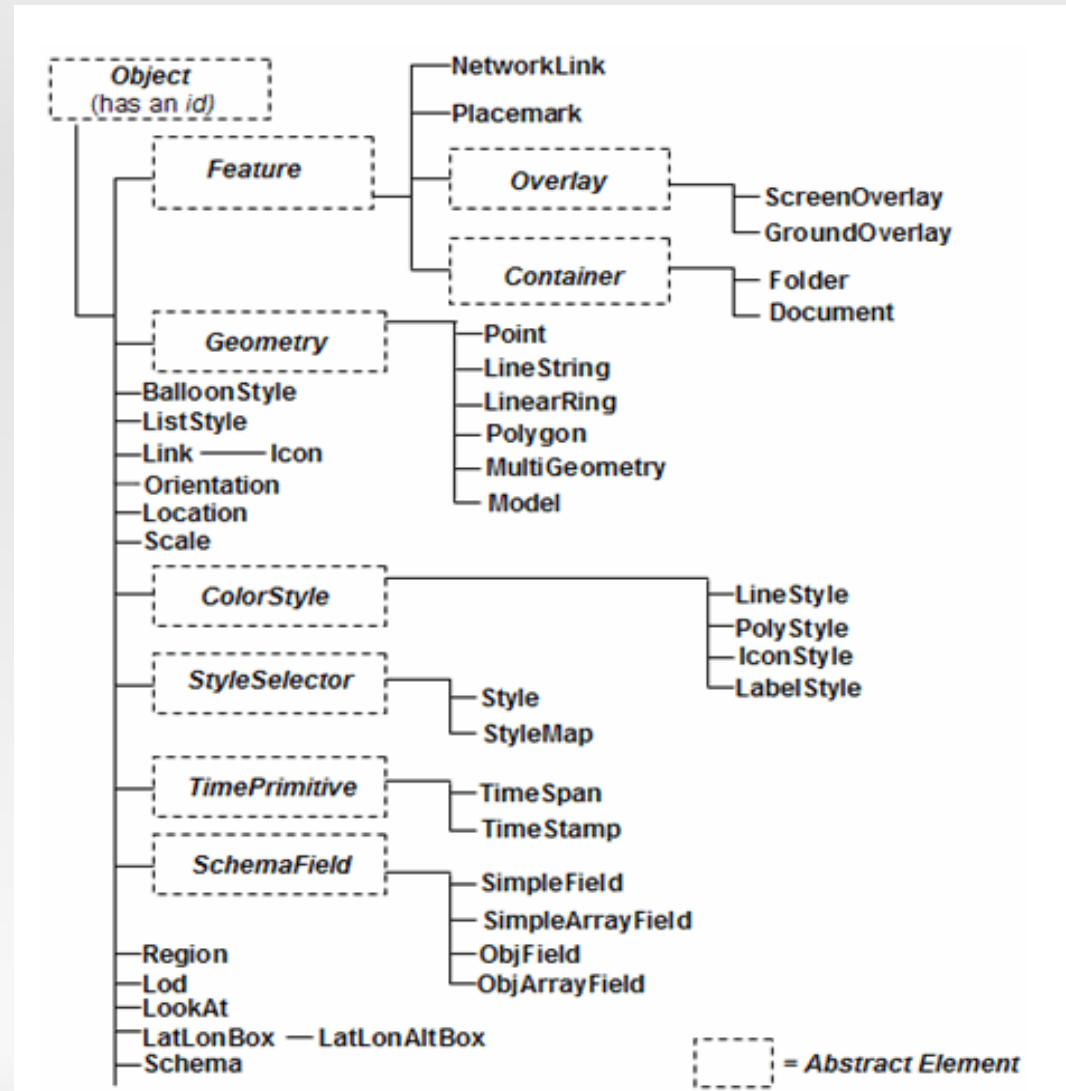 Object
(has an id)
NetworkLink
Placemark
Feature
Overlay
ScreenOverlay
GroundOverlay
Container
Folder
Document
Geometry
Point
LineString
LinearRing
Polygon
MultiGeometry
Model
BalloonStyle
ListStyle
Link Icon
Orientation
Location
Scale
ColorStyle
LineStyle
PolyStyle
IconStyle
LabelStyle
StyleSelector
Style
StyleMap
TimePrimitive
TimeSpan
TimeStamp
SchemaField
SimpleField
SimpleArrayField
ObjField
ObjArrayField
Region
Lod
LookAt
LatLonBox LatLonAltBox
Schema
= Abstract Element